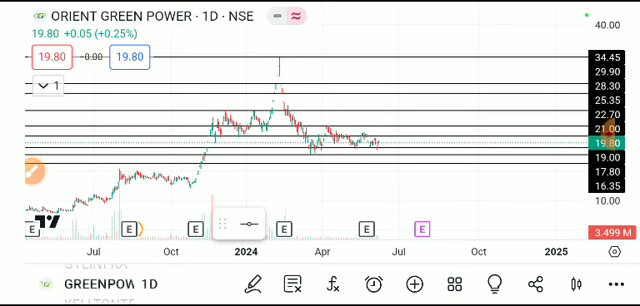 ORIENT GREEN POWER · 1D · NSE
19.80 +0.05 (+0.25%)
19.80 -0.00 19.80
1
40.00
34.45
29.90
28.30
25.35
22.70
21.00
19.80
19.00
17.80
16.35
10.00
3.499 M
E E E E E E
Jul Oct 2024 Apr Jul Oct 2025
GREENPOW 1D